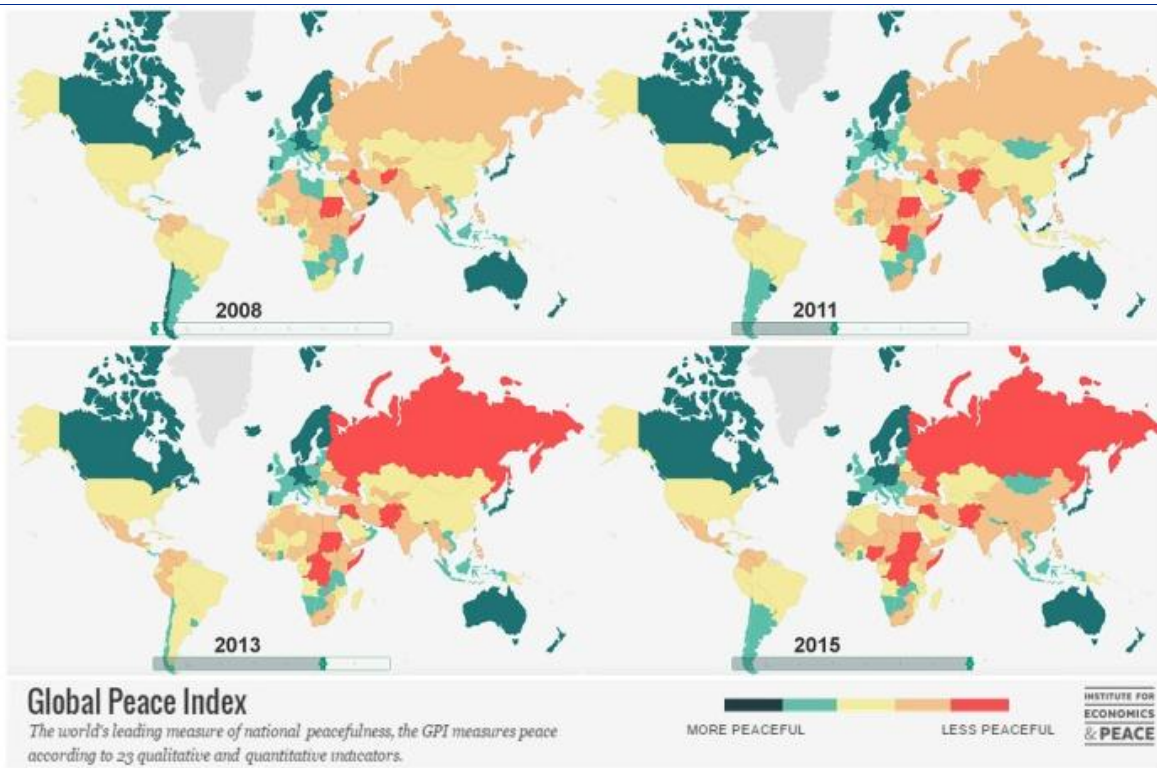 2008
2011
2013
2015
Global Peace Index
The world's leading measure of national peacefulness, the GPI measures peace
according to 23 qualitative and quantitative indicators.
MORE PEACEFUL
LESS PEACEFUL
INSTITUTE FOR
ECONOMICS
& PEACE